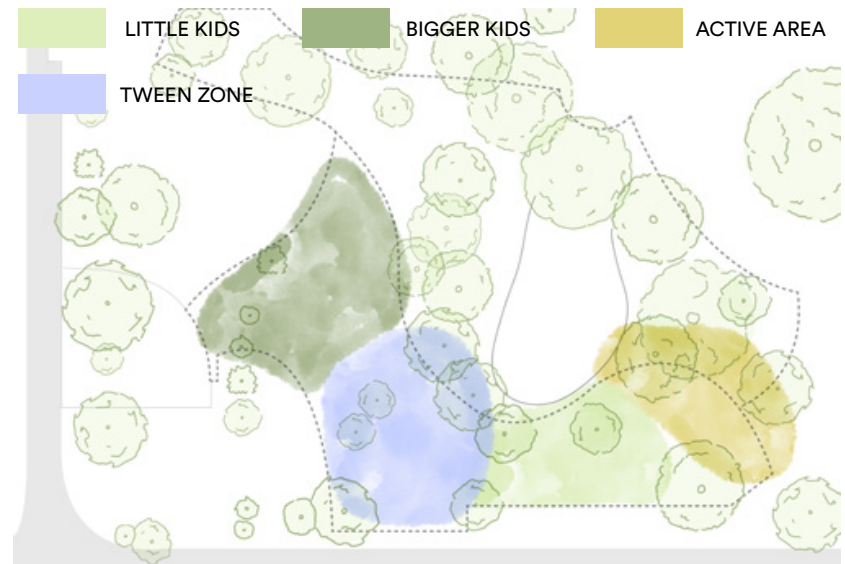 LITTLE KIDS
BIGGER KIDS
ACTIVE AREA
TWEEN ZONE